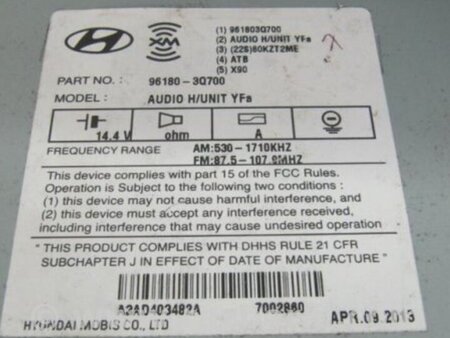 XM
(1) 961803Q700
(2) AUDIO H/UNIT YFa
(3) (22S)80KZT2ME
(4) ATB
(5) X90
PART NO. : 96180 - 3Q700
MODEL : AUDIO H/UNIT YFa
14.4 V ohm A
FREQUENCY RANGE AM:530 - 1710KHZ
FM:87.5-107.9MHZ
This device complies with part 15 of the FCC Rules.
Operation is Subject to the following two conditions :
(1) this device may not cause harmful interference, and
(2) this device must accept any interference received,
including interference that may cause undesired operation
" THIS PRODUCT COMPLIES WITH DHHS RULE 21 CFR
SUBCHAPTER J IN EFFECT OF DATE OF MANUFACTURE "
A2AD403482A 7002860
HYUNDAI MOBIS CO., LTD APR.09.2013